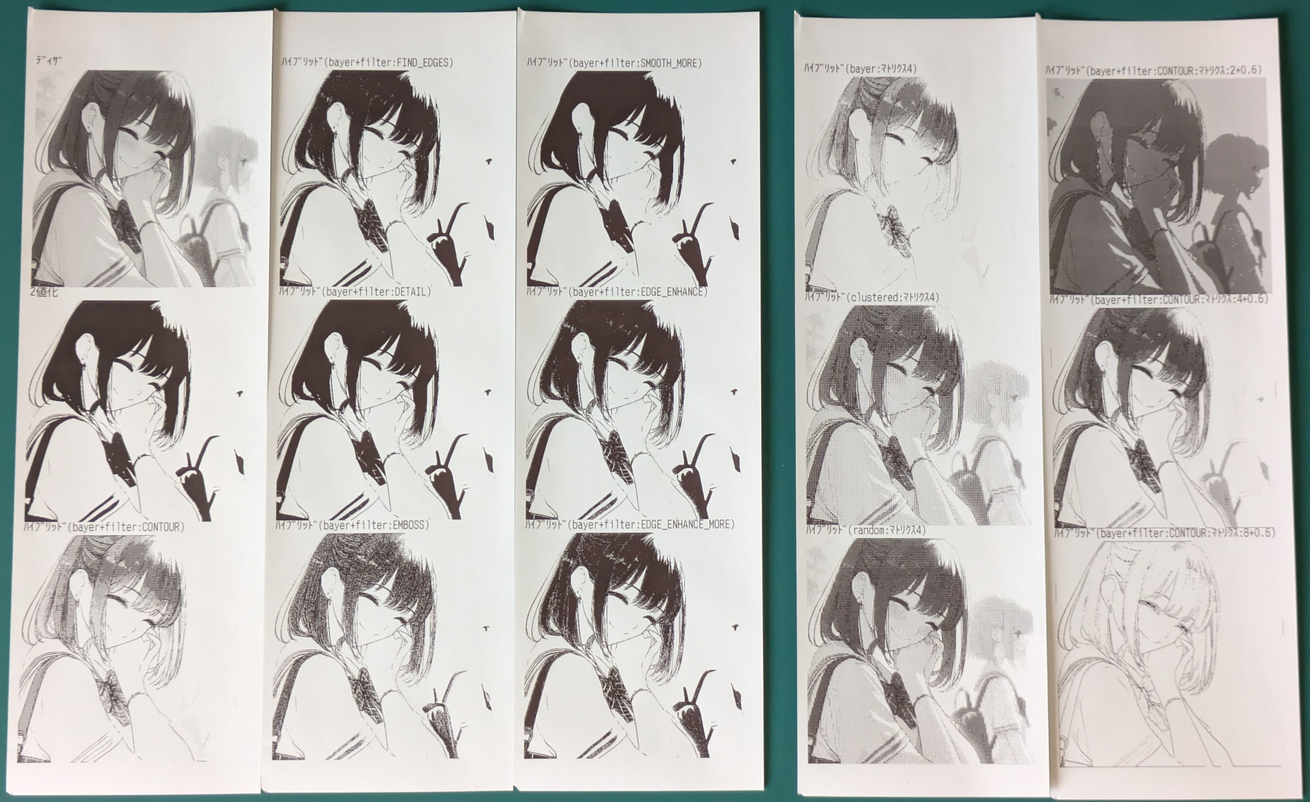 ﾃﾞｨｻﾞ
2値化
ﾊｲﾌﾞﾘｯﾄﾞ(bayer+filter:CONTOUR)
ﾊｲﾌﾞﾘｯﾄﾞ(bayer+filter:FIND_EDGES)
ﾊｲﾌﾞﾘｯﾄﾞ(bayer+filter:DETAIL)
ﾊｲﾌﾞﾘｯﾄﾞ(bayer+filter:EMBOSS)
ﾊｲﾌﾞﾘｯﾄﾞ(bayer+filter:SMOOTH_MORE)
ﾊｲﾌﾞﾘｯﾄﾞ(bayer+filter:EDGE_ENHANCE)
ﾊｲﾌﾞﾘｯﾄﾞ(bayer+filter:EDGE_ENHANCE_MORE)
ﾊｲﾌﾞﾘｯﾄﾞ(bayer:ﾏﾄﾘｸｽ4)
ﾊｲﾌﾞﾘｯﾄﾞ(clustered:ﾏﾄﾘｸｽ4)
ﾊｲﾌﾞﾘｯﾄﾞ(random:ﾏﾄﾘｸｽ4)
ﾊｲﾌﾞﾘｯﾄﾞ(bayer+filter:CONTOUR:ﾏﾄﾘｸｽ:2+0.6)
ﾊｲﾌﾞﾘｯﾄﾞ(bayer+filter:CONTOUR:ﾏﾄﾘｸｽ:4+0.6)
ﾊｲﾌﾞﾘｯﾄﾞ(bayer+filter:CONTOUR:ﾏﾄﾘｸｽ:8+0.6)